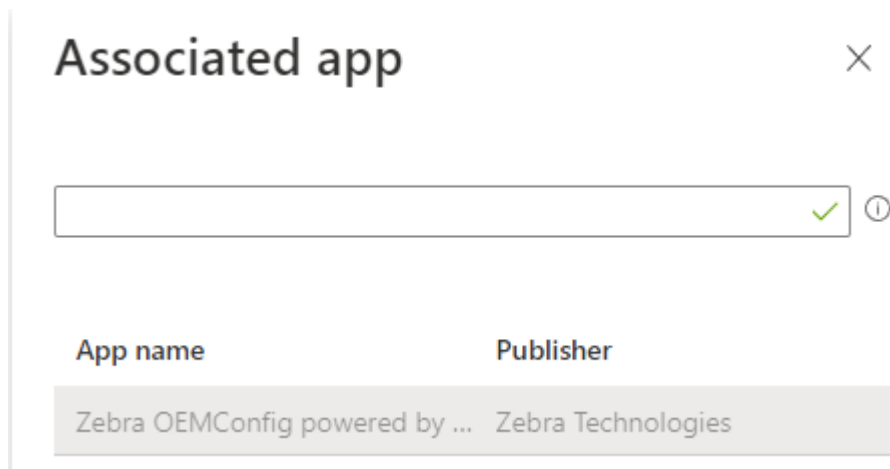 Associated app
App name Publisher
Zebra OEMConfig powered by ... Zebra Technologies